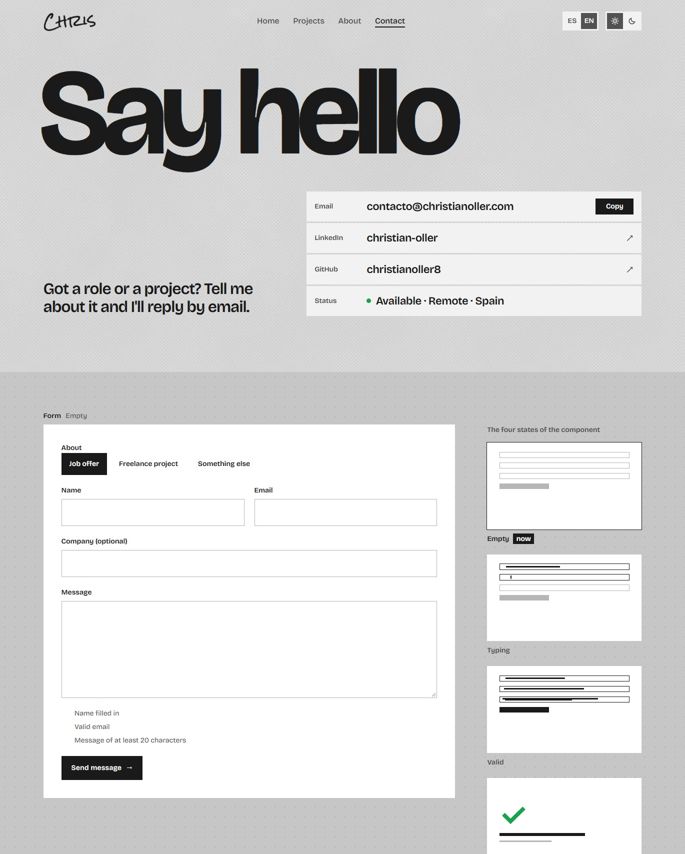 CHRIS
Home Projects About Contact
ES EN
Say hello
Email contacto@christianoller.com Copy
LinkedIn christian-oller ↗
GitHub christianoller8 ↗
Status Available · Remote · Spain
Got a role or a project? Tell me
about it and I'll reply by email.
Form Empty
About
Job offer Freelance project Something else
Name Email
Company (optional)
Message
Name filled in
Valid email
Message of at least 20 characters
Send message →
The four states of the component
Empty now
Typing
Valid